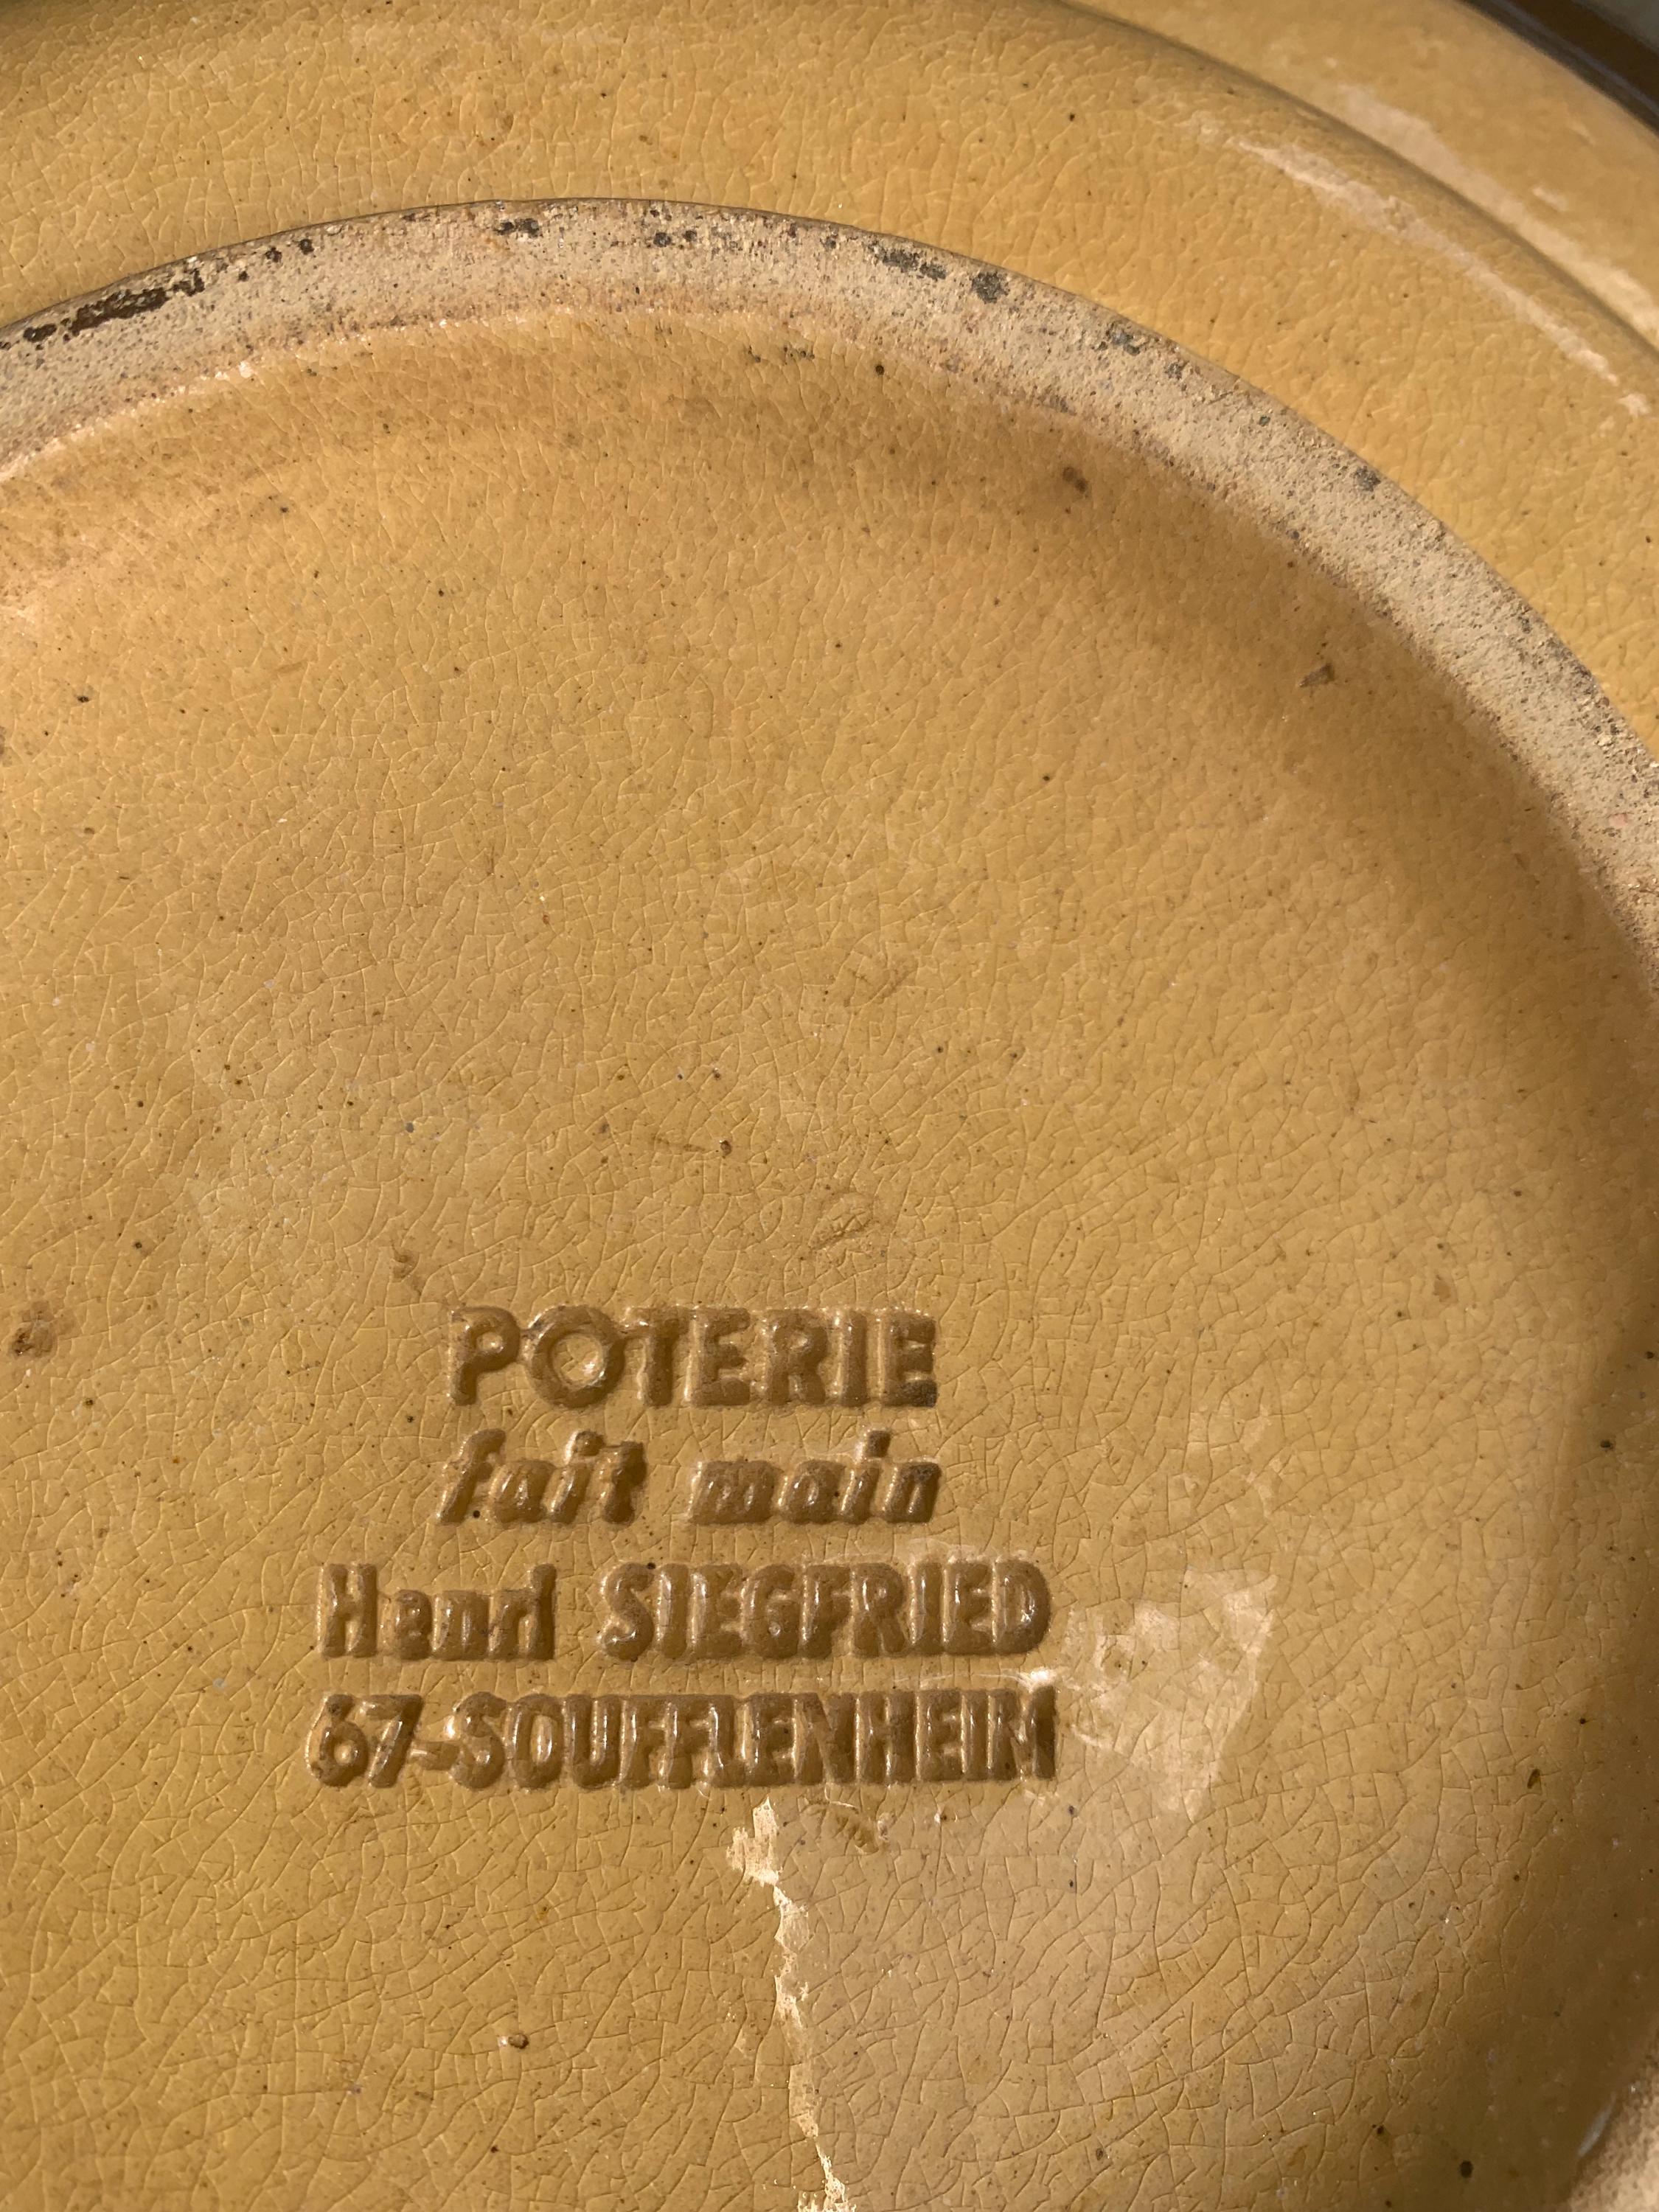 POTERIE
fait main
Henri SIEGFRIED
67-SOUFFLENHEIM